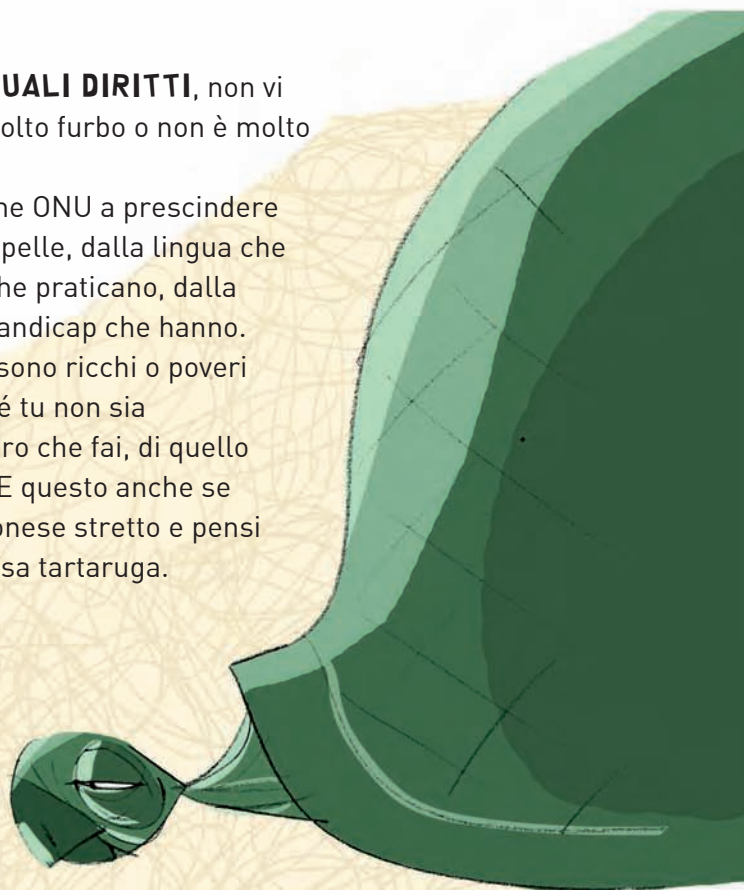 UALI DIRITTI, non vi
olto furbo o non è molto
ne ONU a prescindere
pelle, dalla lingua che
he praticano, dalla
andicap che hanno.
sono ricchi o poveri
é tu non sia
ro che fai, di quello
E questo anche se
onese stretto e pensi
sa tartaruga.